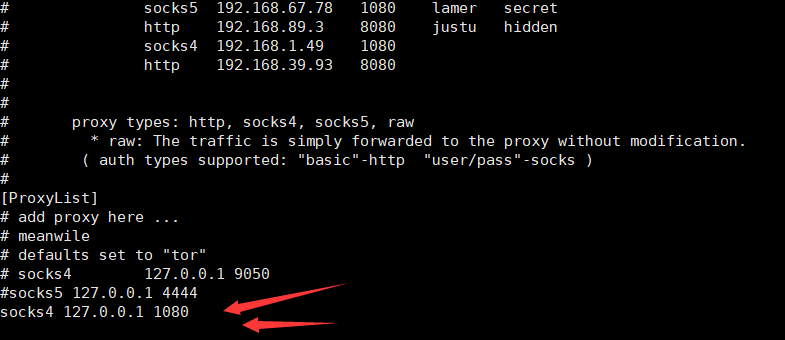 #               socks5  192.168.67.78   1080    lamer   secret
#               http    192.168.89.3    8080    justu   hidden
#               socks4  192.168.1.49    1080
#               http    192.168.39.93   8080
#
#
#       proxy types: http, socks4, socks5, raw
#         * raw: The traffic is simply forwarded to the proxy without modification.
#        ( auth types supported: "basic"-http  "user/pass"-socks )
#
[ProxyList]
# add proxy here ...
# meanwile
# defaults set to "tor"
# socks4        127.0.0.1 9050
#socks5 127.0.0.1 4444
socks4 127.0.0.1 1080